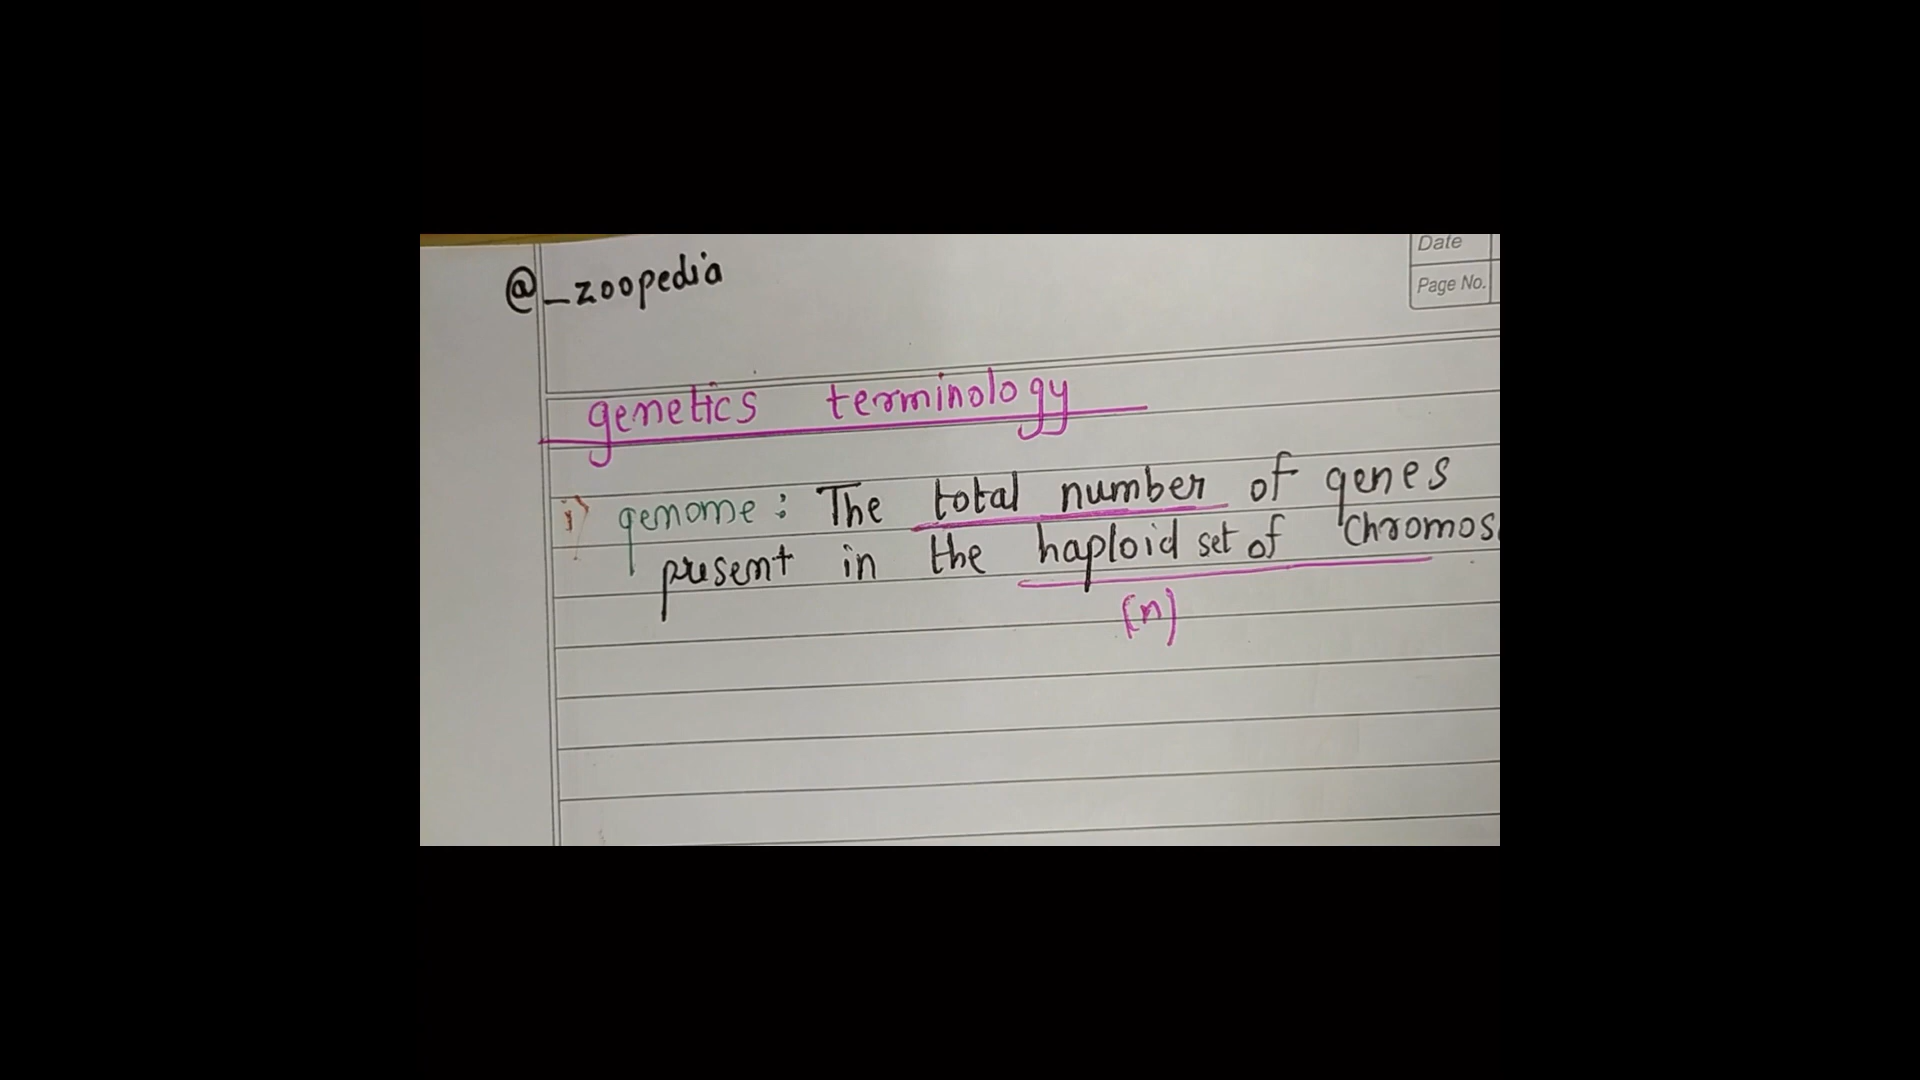 Date
Page No.
@_zoopedia
genetics terminology
i) genome : The total number of genes
present in the haploid set of Chromos
(n)